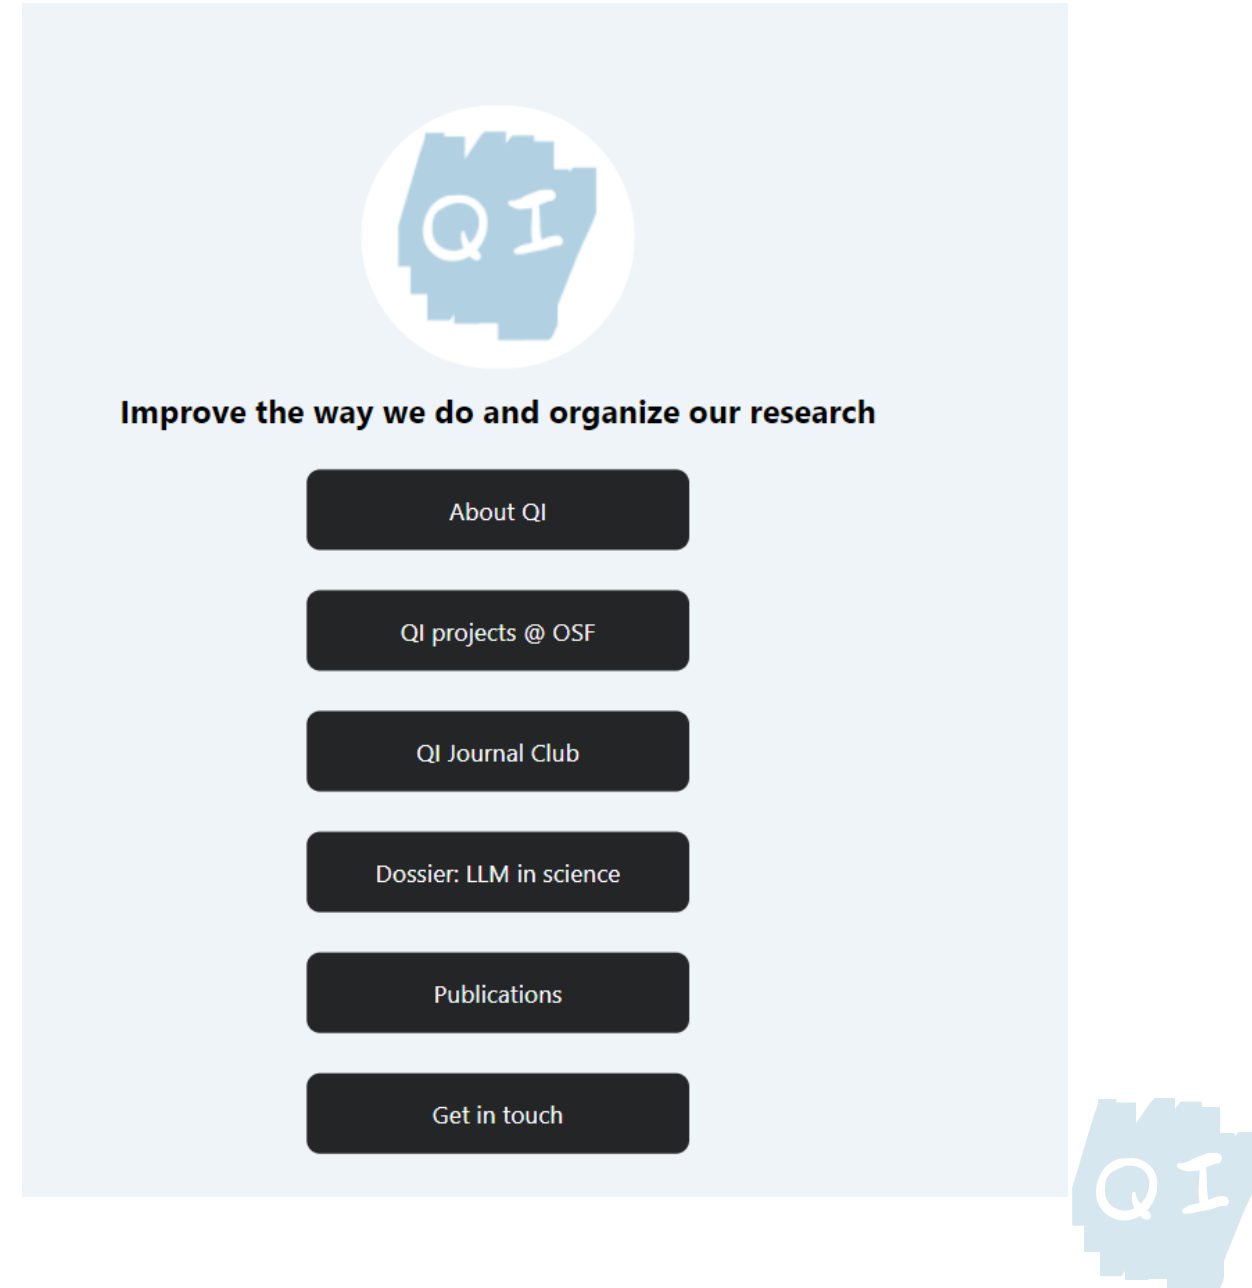 QI
Improve the way we do and organize our research
About QI
QI projects @ OSF
QI Journal Club
Dossier: LLM in science
Publications
Get in touch
QI